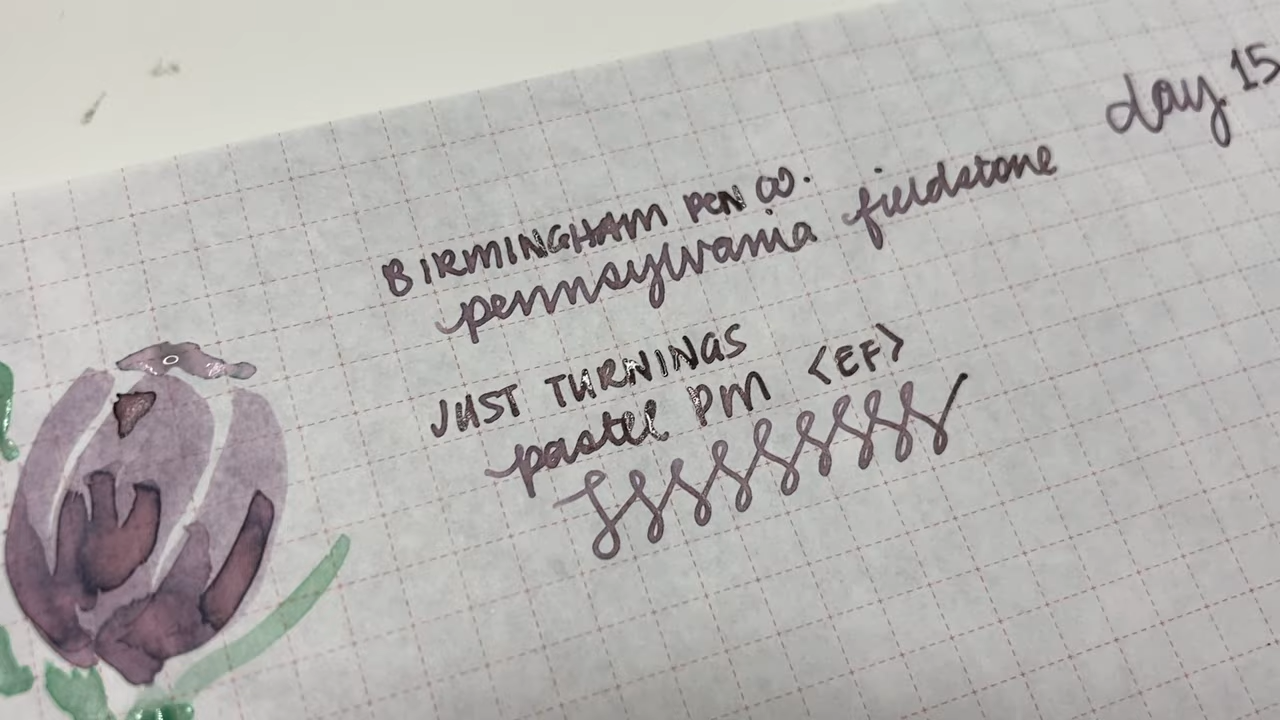 day 15
BIRMINGHAM PEN CO.
pennsylvania fieldstone
JUST TURNINGS
pastel PM <EF>